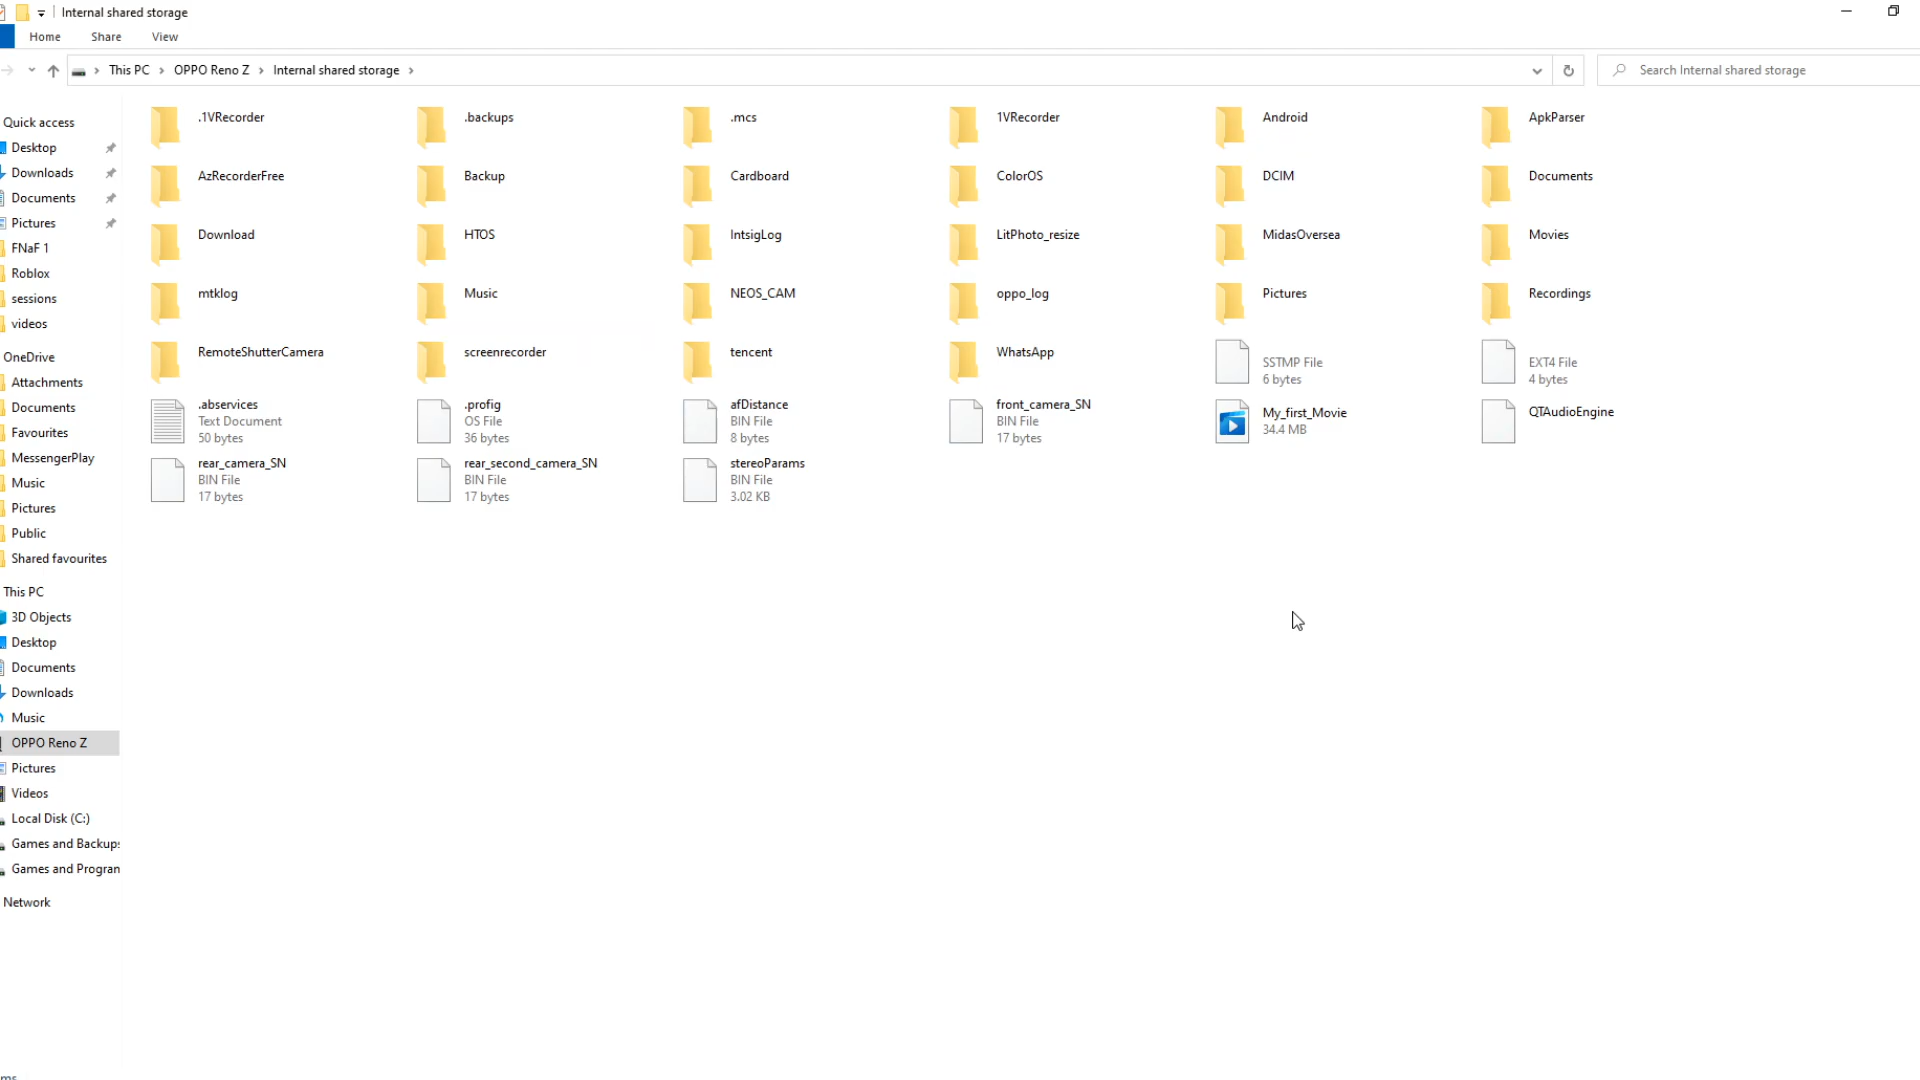 Internal shared storage
Home Share View
This PC OPPO Reno Z Internal shared storage
Search Internal shared storage
Quick access
Desktop
Downloads
Documents
Pictures
FNaF 1
Roblox
sessions
videos
OneDrive
Attachments
Documents
Favourites
MessengerPlay
Music
Pictures
Public
Shared favourites
This PC
3D Objects
Desktop
Documents
Downloads
Music
OPPO Reno Z
Pictures
Videos
Local Disk (C:)
Games and Backups
Games and Progran
Network
.1VRecorder
.backups
.mcs
1VRecorder
Android
ApkParser
AzRecorderFree
Backup
Cardboard
ColorOS
DCIM
Documents
Download
HTOS
IntsigLog
LitPhoto_resize
MidasOversea
Movies
mtklog
Music
NEOS_CAM
oppo_log
Pictures
Recordings
RemoteShutterCamera
screenrecorder
tencent
WhatsApp
SSTMP File
6 bytes
EXT4 File
4 bytes
.abservices
Text Document
50 bytes
.profig
OS File
36 bytes
afDistance
BIN File
8 bytes
front_camera_SN
BIN File
17 bytes
My_first_Movie
34.4 MB
QTAudioEngine
rear_camera_SN
BIN File
17 bytes
rear_second_camera_SN
BIN File
17 bytes
stereoParams
BIN File
3.02 KB